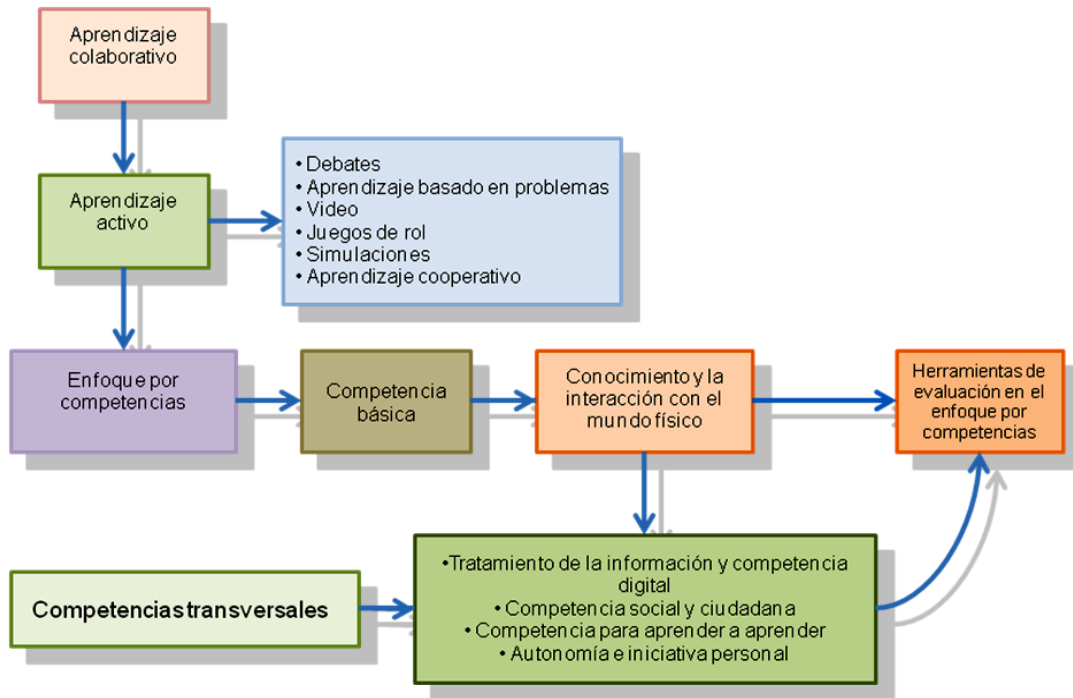 Aprendizaje
colaborativo
Aprendizaje
activo
• Debates
• Aprendizaje basado en problemas
• Video
• Juegos de rol
• Simulaciones
• Aprendizaje cooperativo
Enfoque por
competencias
Competencia
básica
Conocimiento y la
interacción con el
mundo físico
Herramientas de
evaluación en el
enfoque por
competencias
Competencias transversales
•Tratamiento de la información y competencia
digital
• Competencia social y ciudadana
• Competencia para aprender a aprender
• Autonomía e iniciativa personal